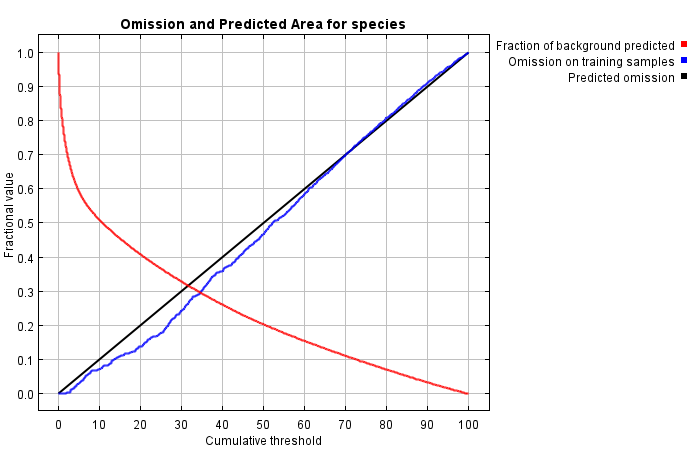 Omission and Predicted Area for species
Fraction of background predicted
Omission on training samples
Predicted omission
Fractional value
1.0
0.9
0.8
0.7
0.6
0.5
0.4
0.3
0.2
0.1
0.0
0 10 20 30 40 50 60 70 80 90 100
Cumulative threshold